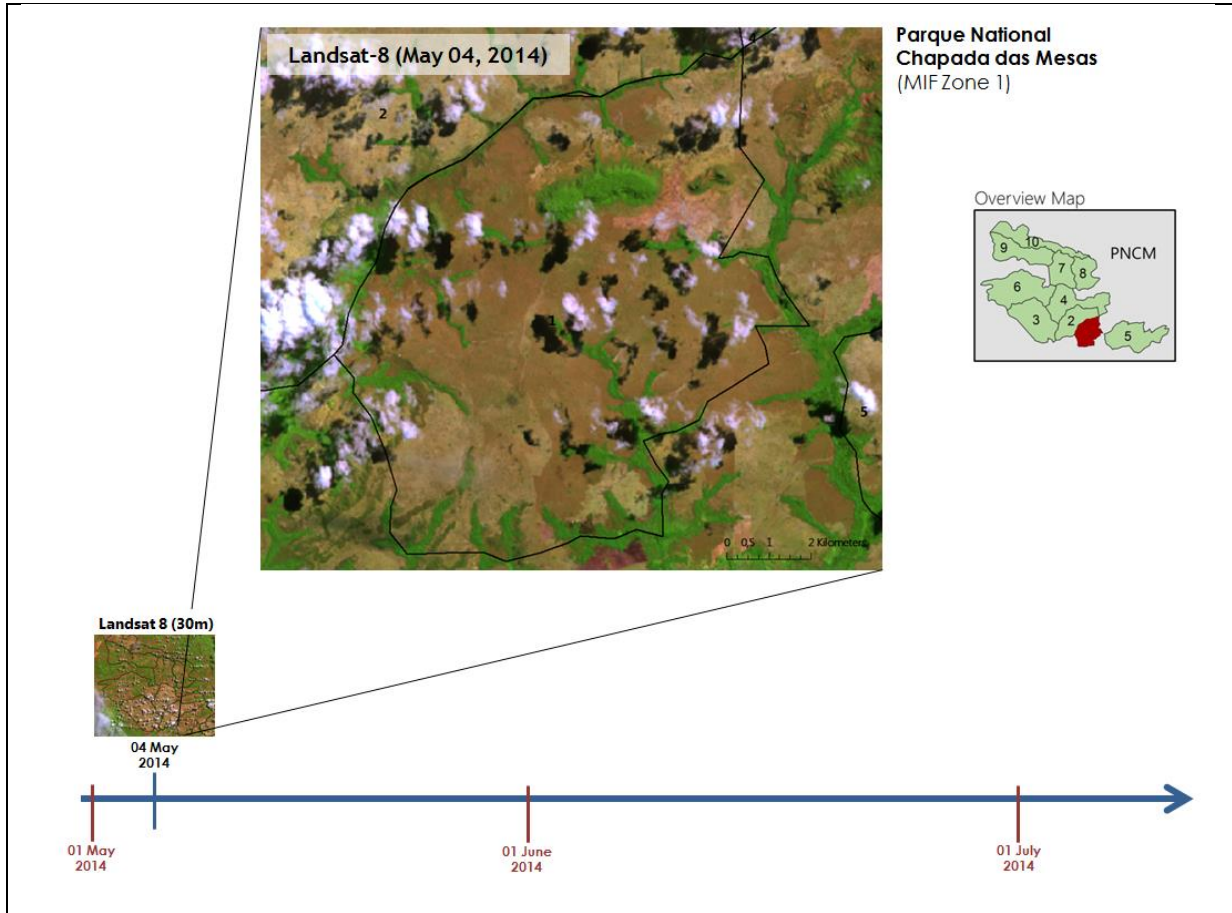 Landsat-8 (May 04, 2014)
Parque National
Chapada das Mesas
(MIF Zone 1)
4
2
1
5
0 0,5 1 2 Kilometers
Overview Map
PNCM
10
9
7
8
6
4
3
2
5
Landsat 8 (30m)
04 May
2014
01 May
2014
01 June
2014
01 July
2014